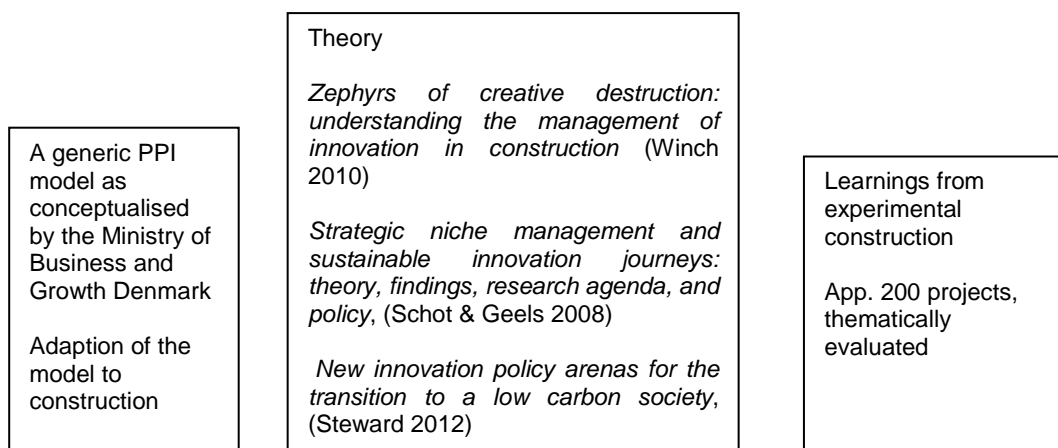 A generic PPI
model as
conceptualised
by the Ministry of
Business and
Growth Denmark
Adaption of the
model to
construction
Theory
Zephyrs of creative destruction:
understanding the management of
innovation in construction (Winch
2010)
Strategic niche management and
sustainable innovation journeys:
theory, findings, research agenda, and
policy, (Schot & Geels 2008)
New innovation policy arenas for the
transition to a low carbon society,
(Steward 2012)
Learnings from
experimental
construction
App. 200 projects,
thematically
evaluated